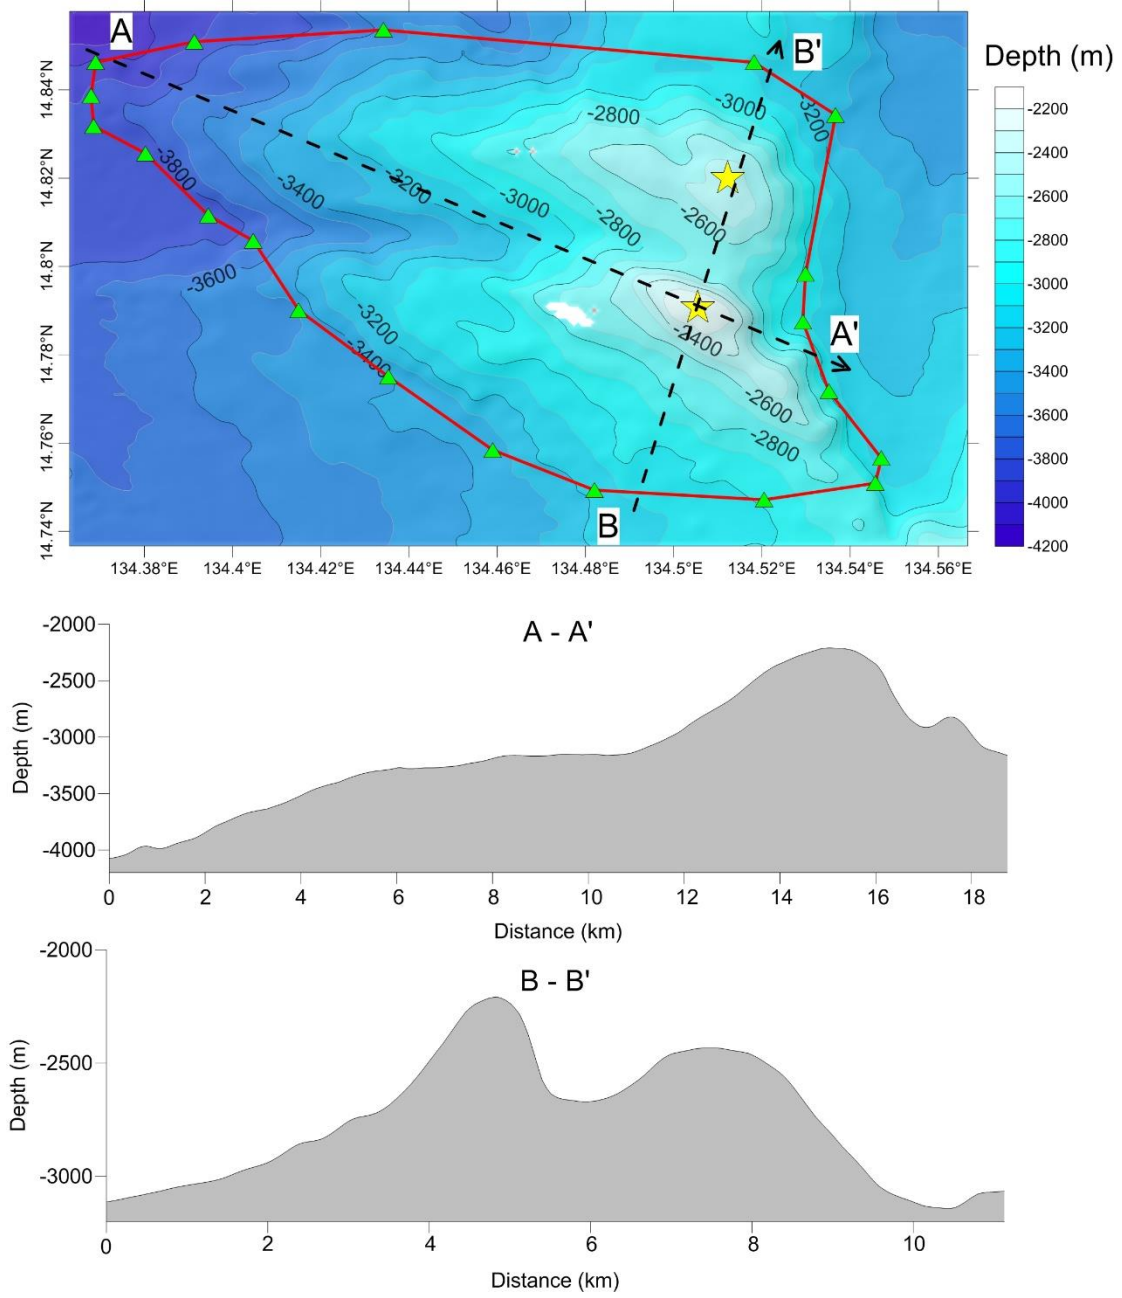 A
B'
Depth (m)
14.84°N
14.82°N
14.8°N
14.78°N
14.76°N
14.74°N
-3000
-3200
-2800
-3800
-3400
-3200
-3000
-2800
-2600
-3600
-3200
-3400
-2400
A'
-2600
-2800
B
-2200
-2400
-2600
-2800
-3000
-3200
-3400
-3600
-3800
-4000
-4200
134.38°E
134.4°E
134.42°E
134.44°E
134.46°E
134.48°E
134.5°E
134.52°E
134.54°E
134.56°E
A - A'
Depth (m)
-2000
-2500
-3000
-3500
-4000
0 2 4 6 8 10 12 14 16 18
Distance (km)
B - B'
Depth (m)
-2000
-2500
-3000
0 2 4 6 8 10
Distance (km)